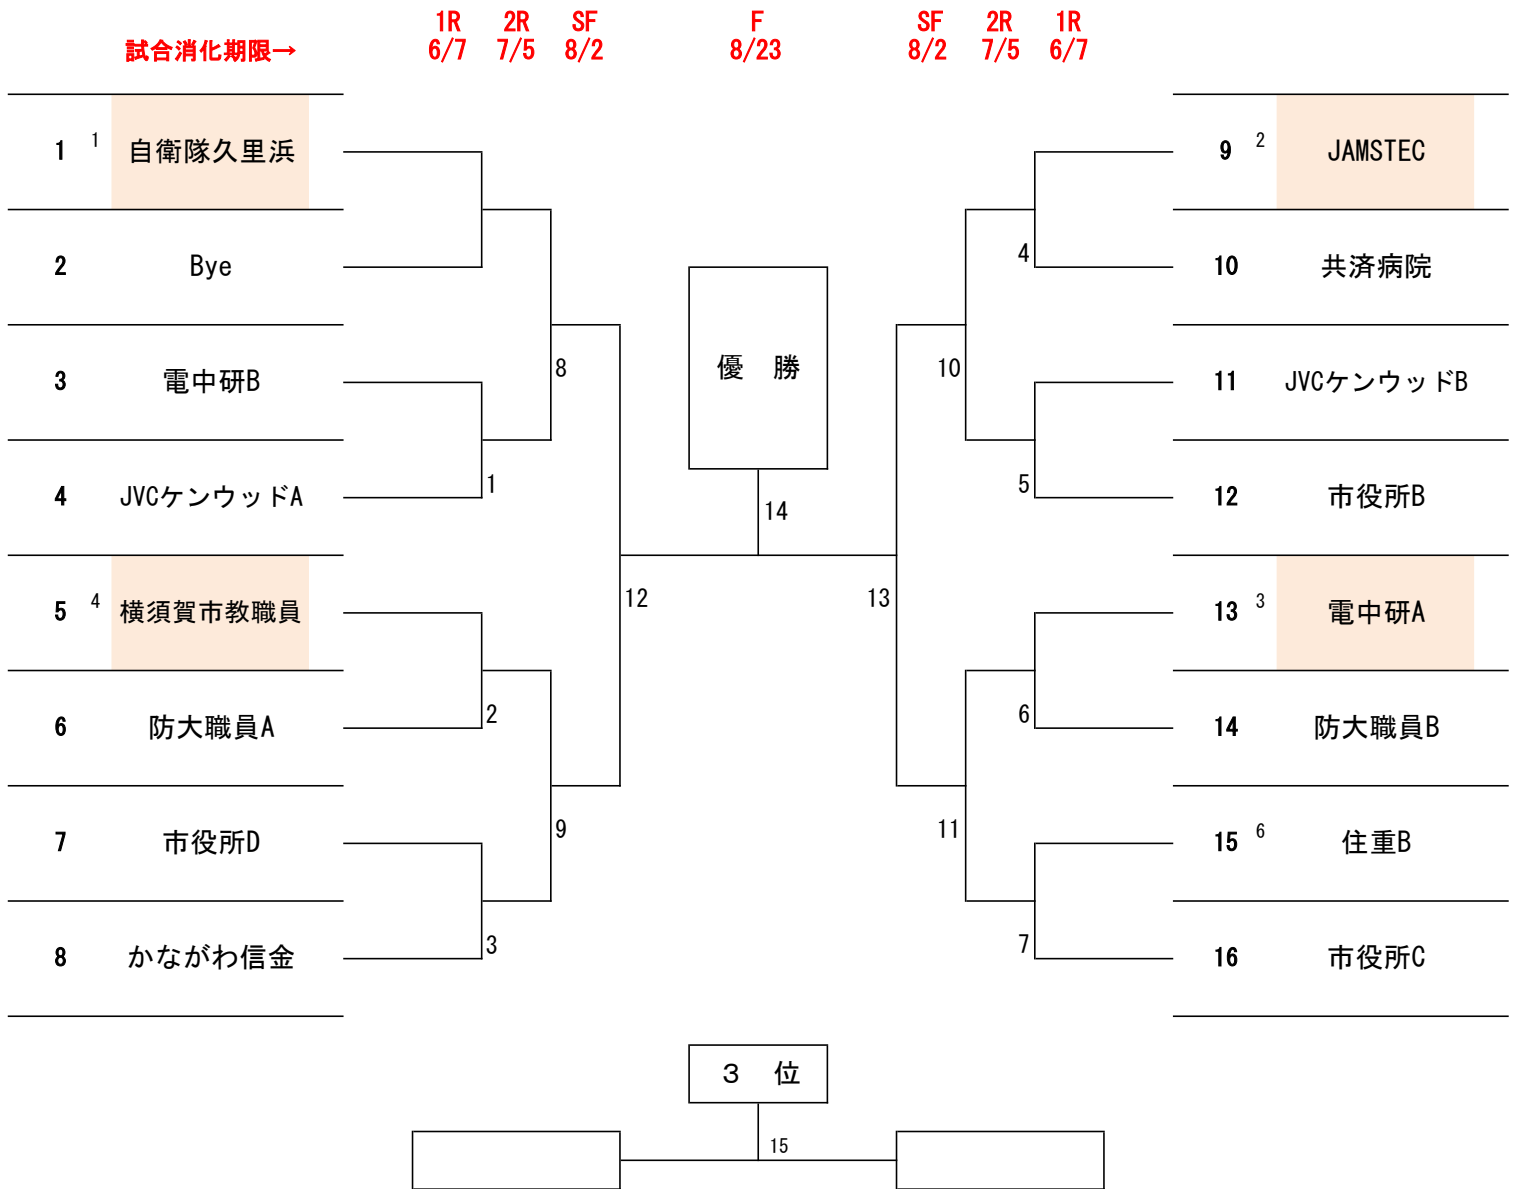 1R 2R SF F SF 2R 1R
試合消化期限→ 6/7 7/5 8/2 8/23 8/2 7/5 6/7
1 1 自衛隊久里浜
2 Bye
3 電中研B
4 JVCケンウッドA
5 4 横須賀市教職員
6 防大職員A
7 市役所D
8 かながわ信金
8
1
2
9
3
12
優 勝
14
13
4
10
5
6
11
7
9 2 JAMSTEC
10 共済病院
11 JVCケンウッドB
12 市役所B
13 3 電中研A
14 防大職員B
15 6 住重B
16 市役所C
3 位
15